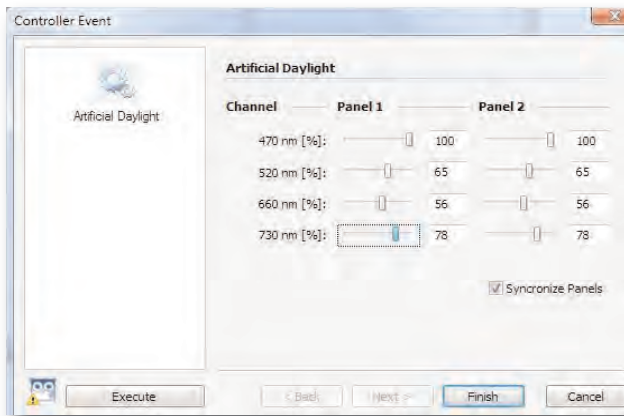 Controller Event
Artificial Daylight
Artificial Daylight
Channel Panel 1 Panel 2
470 nm [%]: 100 100
520 nm [%]: 65 65
660 nm [%]: 56 56
730 nm [%]: 78 78
Syncronize Panels
Execute < Back Next > Finish Cancel